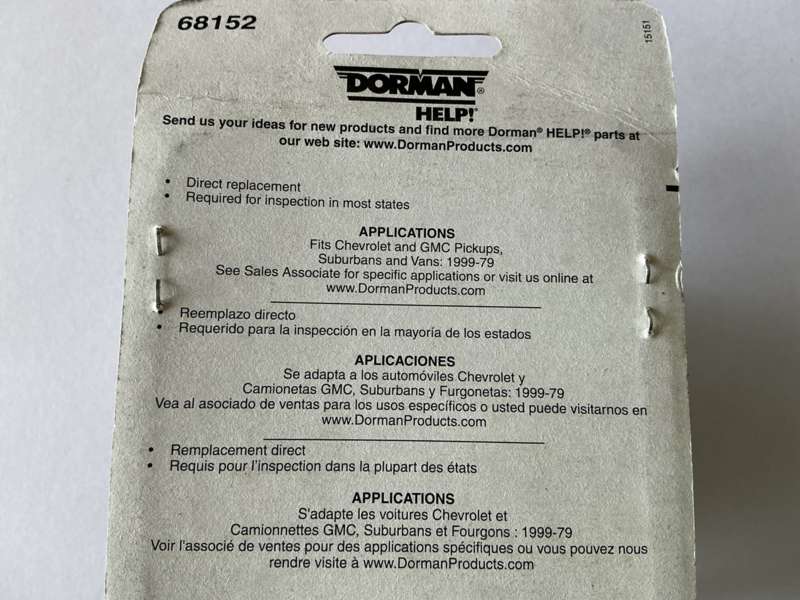 68152
15151
DORMAN®
HELP!®
Send us your ideas for new products and find more Dorman® HELP!® parts at
our web site: www.DormanProducts.com
• Direct replacement
• Required for inspection in most states
APPLICATIONS
Fits Chevrolet and GMC Pickups,
Suburbans and Vans: 1999-79
See Sales Associate for specific applications or visit us online at
www.DormanProducts.com
• Reemplazo directo
• Requerido para la inspección en la mayoría de los estados
APLICACIONES
Se adapta a los automóviles Chevrolet y
Camionetas GMC, Suburbans y Furgonetas: 1999-79
Vea al asociado de ventas para los usos específicos o usted puede visitarnos en
www.DormanProducts.com
• Remplacement direct
• Requis pour l'inspection dans la plupart des états
APPLICATIONS
S'adapte les voitures Chevrolet et
Camionnettes GMC, Suburbans et Fourgons : 1999-79
Voir l'associé de ventes pour des applications spécifiques ou vous pouvez nous
rendre visite à www.DormanProducts.com